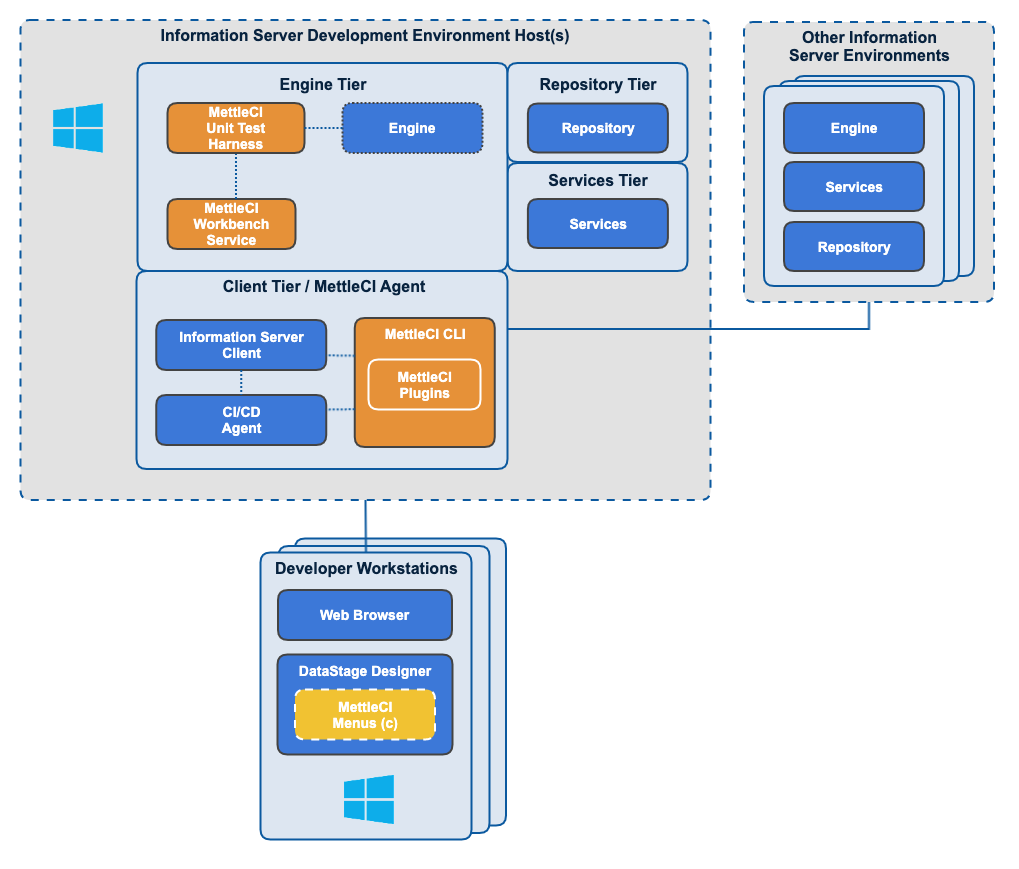 Information Server Development Environment Host(s)
Engine Tier
MettleCI
Unit Test
Harness
Engine
MettleCI
Workbench
Service
Repository Tier
Repository
Services Tier
Services
Client Tier / MettleCI Agent
Information Server
Client
CI/CD
Agent
MettleCI CLI
MettleCI
Plugins
Other Information
Server Environments
Engine
Services
Repository
Developer Workstations
Web Browser
DataStage Designer
MettleCI
Menus (c)